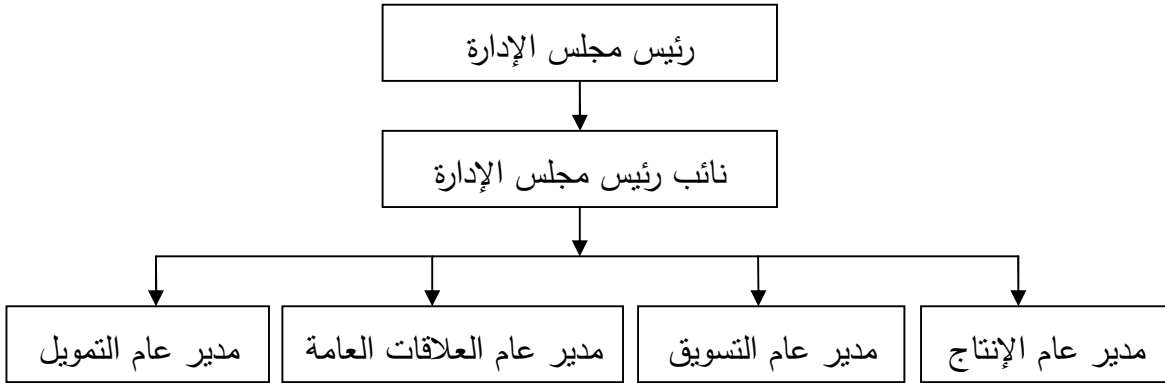 رئيس مجلس الإدارة
نائب رئيس مجلس الإدارة
مدير عام الإنتاج
مدير عام التسويق
مدير عام العلاقات العامة
مدير عام التمويل